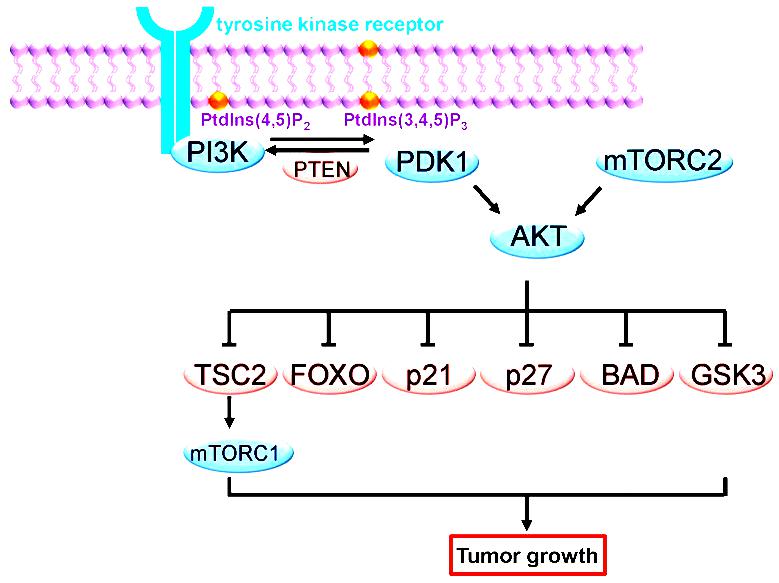 tyrosine kinase receptor
PtdIns(4,5)P₂ PtdIns(3,4,5)P₃
PI3K PTEN PDK1 mTORC2
AKT
TSC2 FOXO p21 p27 BAD GSK3
mTORC1
Tumor growth